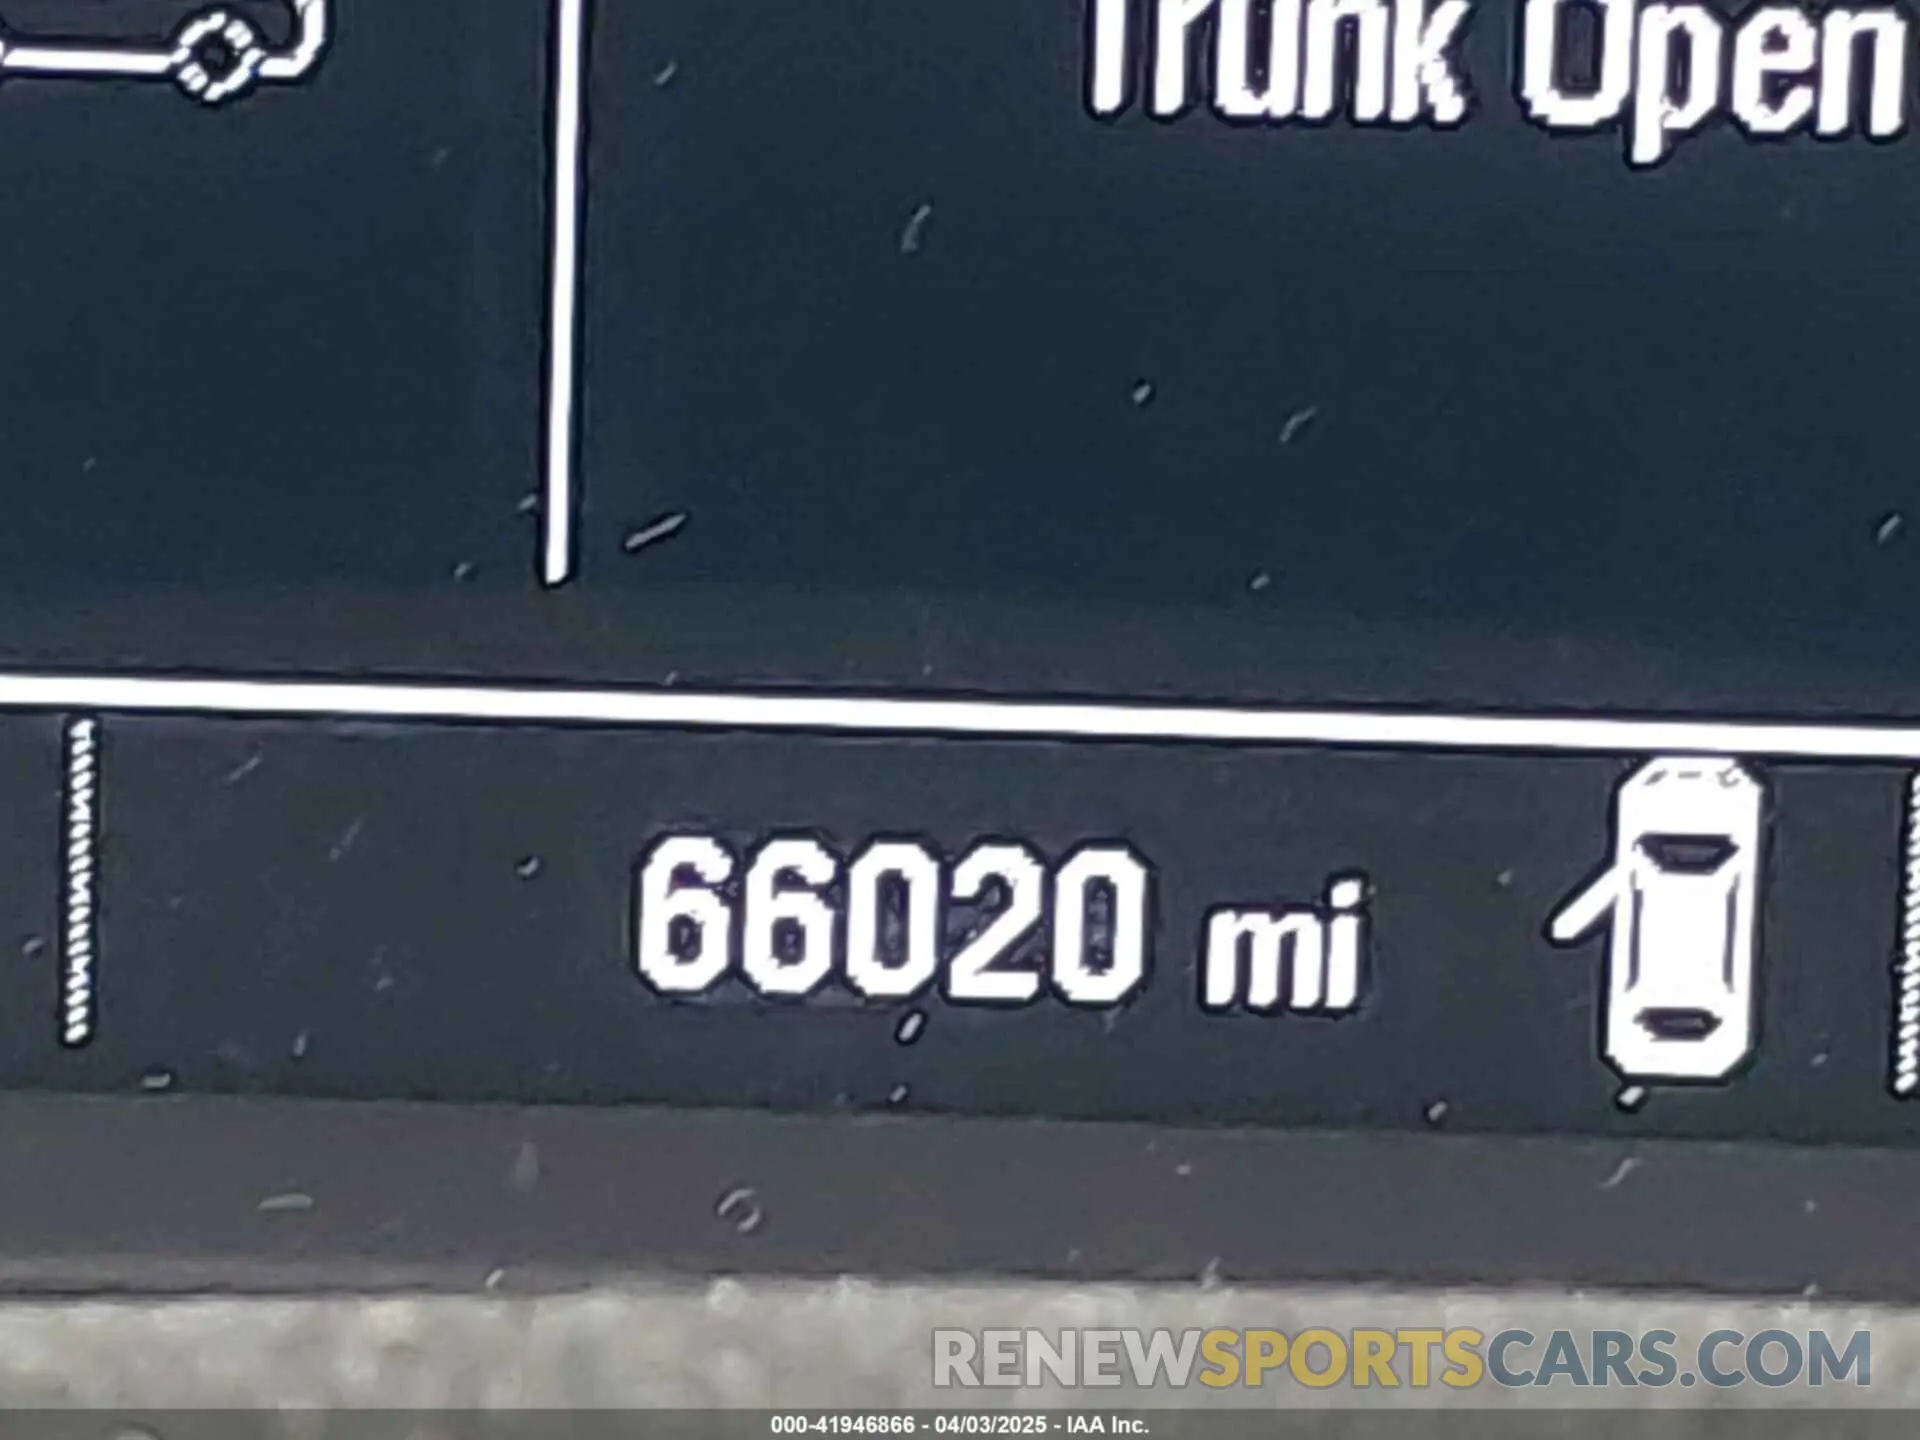 Trunk Open
66020 mi
RENEWSPORTSCARS.COM
000-41946866 - 04/03/2025 - IAA Inc.